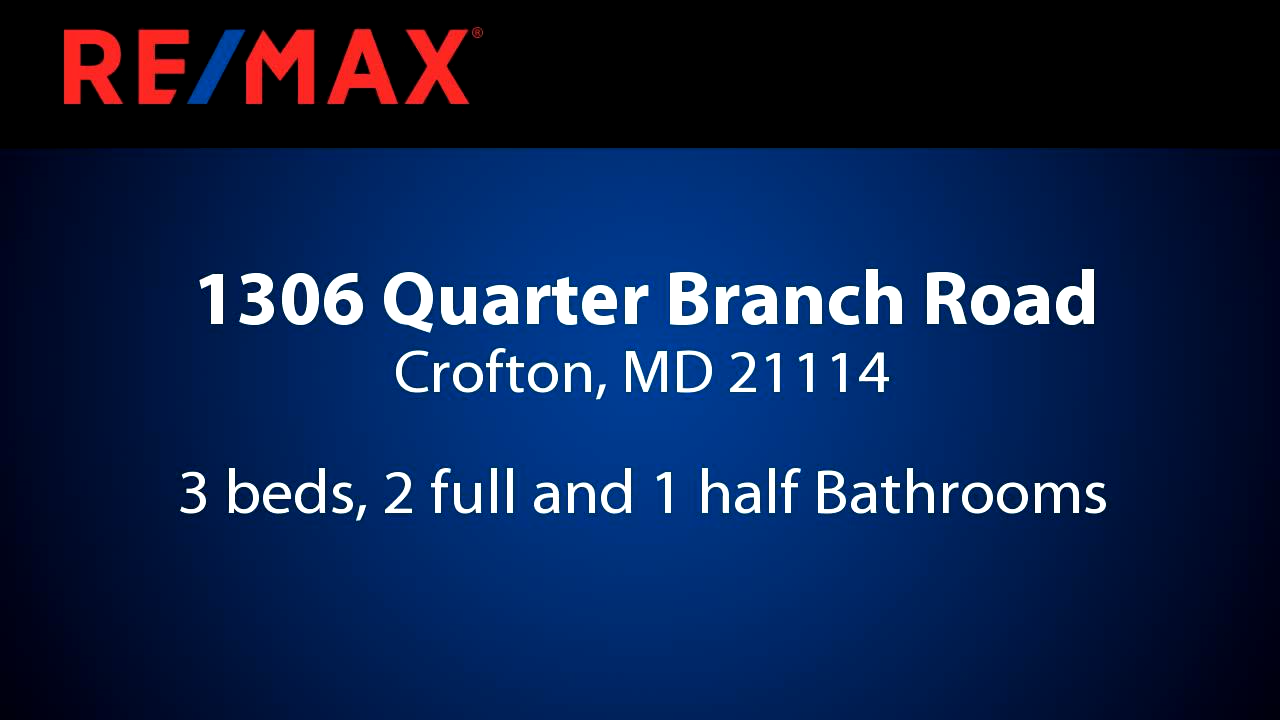 RE/MAX®
1306 Quarter Branch Road
Crofton, MD 21114
3 beds, 2 full and 1 half Bathrooms